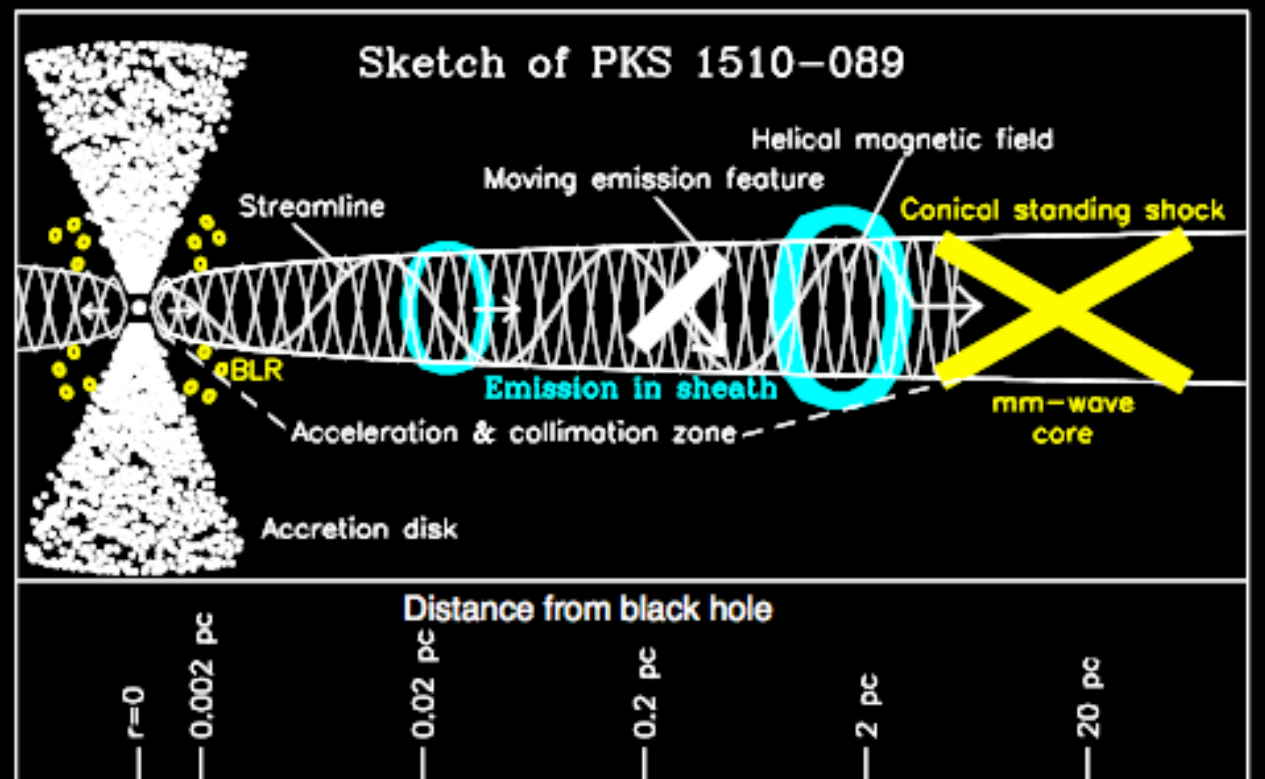 Sketch of PKS 1510-089
Helical magnetic field
Moving emission feature
Streamline
Conical standing shock
BLR
Emission in sheath
mm-wave
core
Acceleration & collimation zone
Accretion disk
Distance from black hole
r=0
0.002 pc
0.02 pc
0.2 pc
2 pc
20 pc